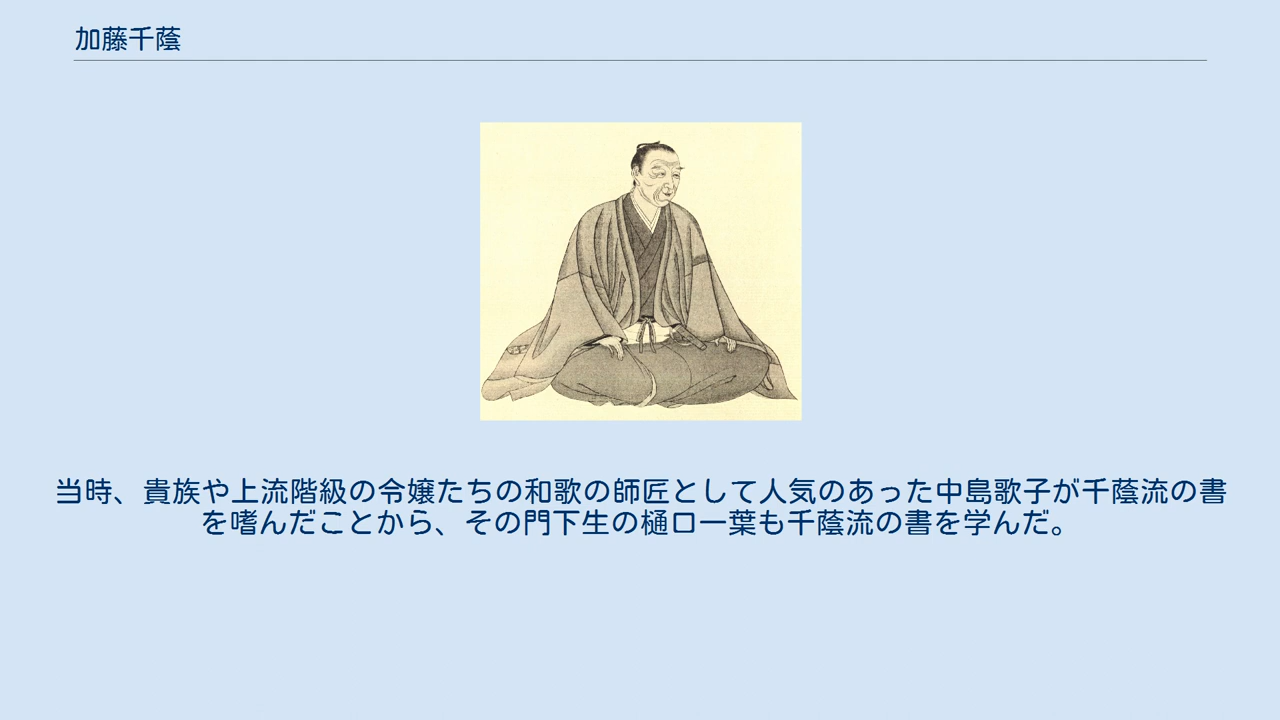 加藤千蔭
当時、貴族や上流階級の令嬢たちの和歌の師匠として人気のあった中島歌子が千蔭流の書
を嗜んだことから、その門下生の樋口一葉も千蔭流の書を学んだ。